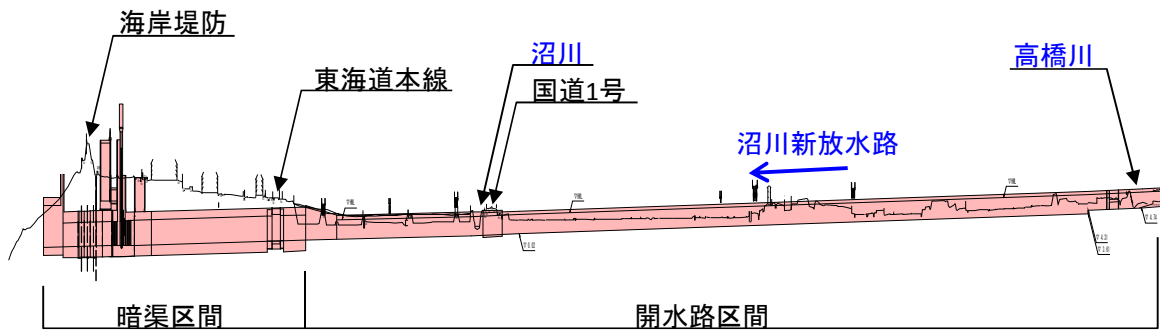 海岸堤防
東海道本線
沼川
国道1号
沼川新放水路
高橋川
暗渠区間
開水路区間